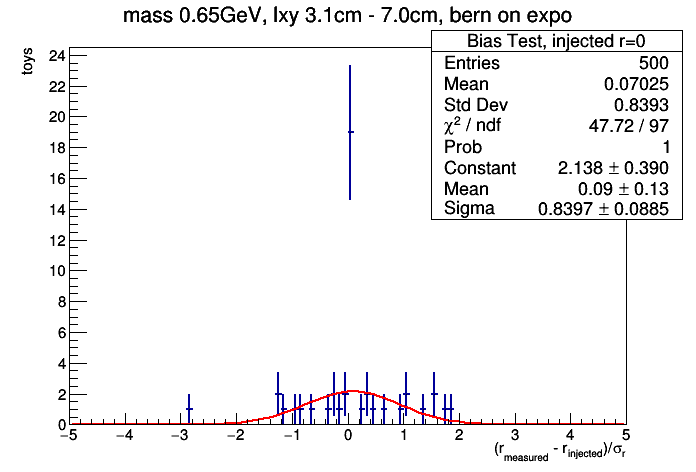 mass 0.65GeV, lxy 3.1cm - 7.0cm, bern on expo
Bias Test, injected r=0
Entries 500
Mean 0.07025
Std Dev 0.8393
χ² / ndf 47.72 / 97
Prob 1
Constant 2.138 ± 0.390
Mean 0.09 ± 0.13
Sigma 0.8397 ± 0.0885
toys
24
22
20
18
16
14
12
10
8
6
4
2
0
−5 −4 −3 −2 −1 0 1 2 3 4 5
(r_measured - r_injected)/σ_r